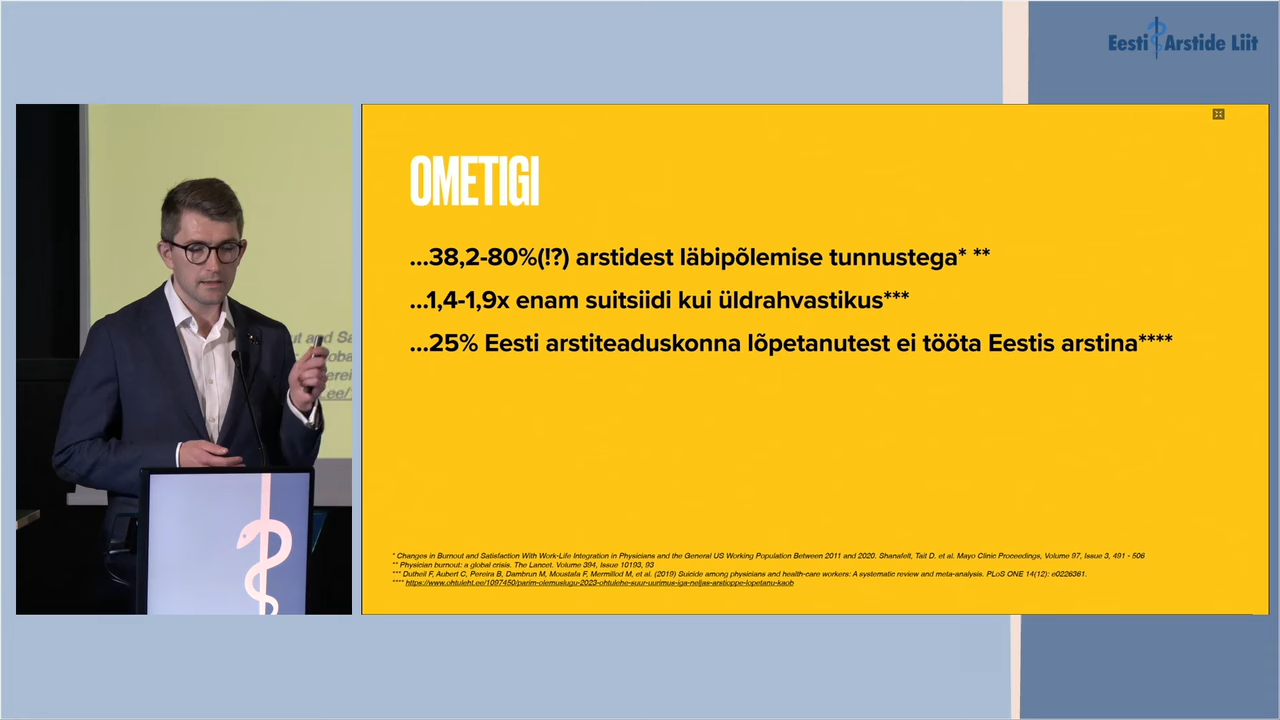 Eesti Arstide Liit
OMETIGI
...38,2-80%(!?) arstidest läbipõlemise tunnustega* **
...1,4-1,9x enam suitsiidi kui üldrahvastikus***
...25% Eesti arstiteaduskonna lõpetanutest ei tööta Eestis arstina****
* Changes in Burnout and Satisfaction With Work-Life Integration in Physicians and the General US Working Population Between 2011 and 2020. Shanafelt, Tait D. et al. Mayo Clinic Proceedings, Volume 97, Issue 3, 491 - 506
** Physician burnout: a global crisis. The Lancet. Volume 394, Issue 10193, 93
*** Dutheil F, Aubert C, Pereira B, Dambrun M, Moustafa F, Mermillod M, et al. (2019) Suicide among physicians and health-care workers: A systematic review and meta-analysis. PLoS ONE 14(12): e0226361.
**** https://www.ohtuleht.ee/1097450/parim-olemuslugu-2023-ohtulehe-suur-uurimus-iga-neljas-arstioppe-lopetanu-kaob